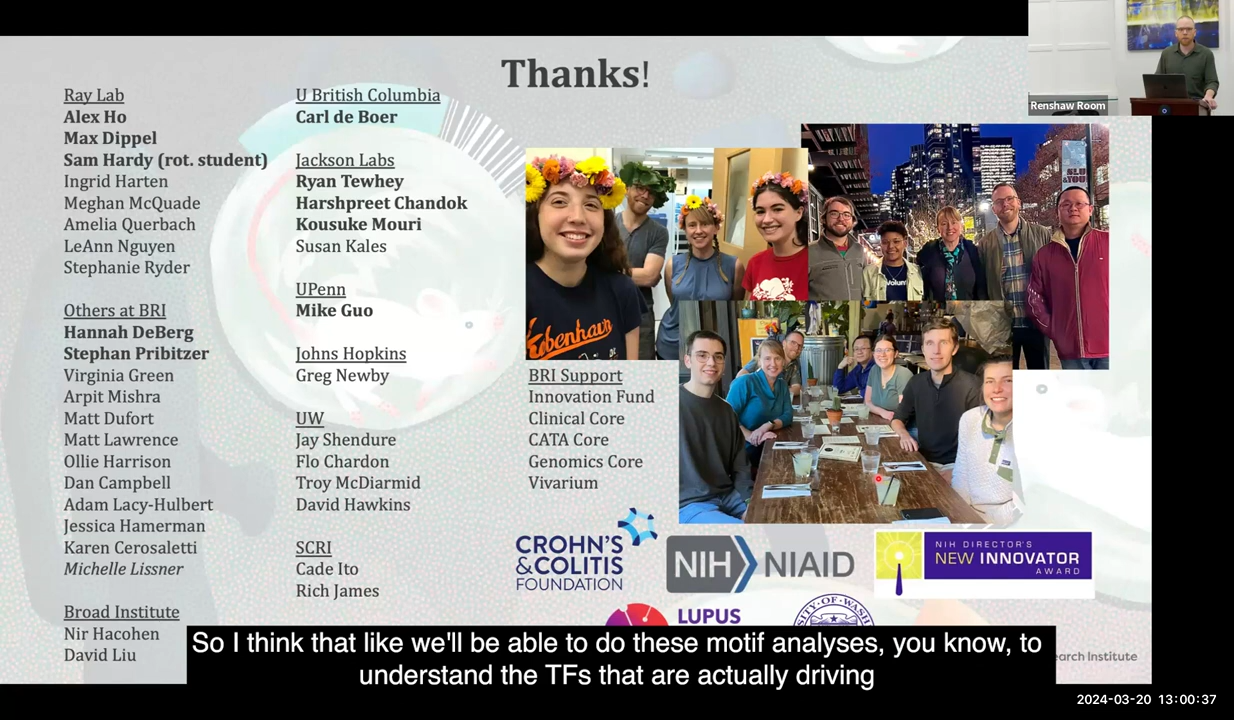 Thanks!
Ray Lab
Alex Ho
Max Dippel
Sam Hardy (rot. student)
Ingrid Harten
Meghan McQuade
Amelia Querbach
LeAnn Nguyen
Stephanie Ryder
Others at BRI
Hannah DeBerg
Stephan Pribitzer
Virginia Green
Arpit Mishra
Matt Dufort
Matt Lawrence
Ollie Harrison
Dan Campbell
Adam Lacy-Hulbert
Jessica Hamerman
Karen Cerosaletti
Michelle Lissner
Broad Institute
Nir Hacohen
David Liu
U British Columbia
Carl de Boer
Jackson Labs
Ryan Tewhey
Harshpreet Chandok
Kousuke Mouri
Susan Kales
UPenn
Mike Guo
Johns Hopkins
Greg Newby
UW
Jay Shendure
Flo Chardon
Troy McDiarmid
David Hawkins
SCRI
Cade Ito
Rich James
BRI Support
Innovation Fund
Clinical Core
CATA Core
Genomics Core
Vivarium
København
CROHN'S
&COLITIS
FOUNDATION
NIH NIAID
NIH DIRECTOR'S
NEW INNOVATOR
AWARD
LUPUS
SITY OF WASH
earch Institute
Renshaw Room
So I think that like we'll be able to do these motif analyses, you know, to
understand the TFs that are actually driving
2024-03-20 13:00:37